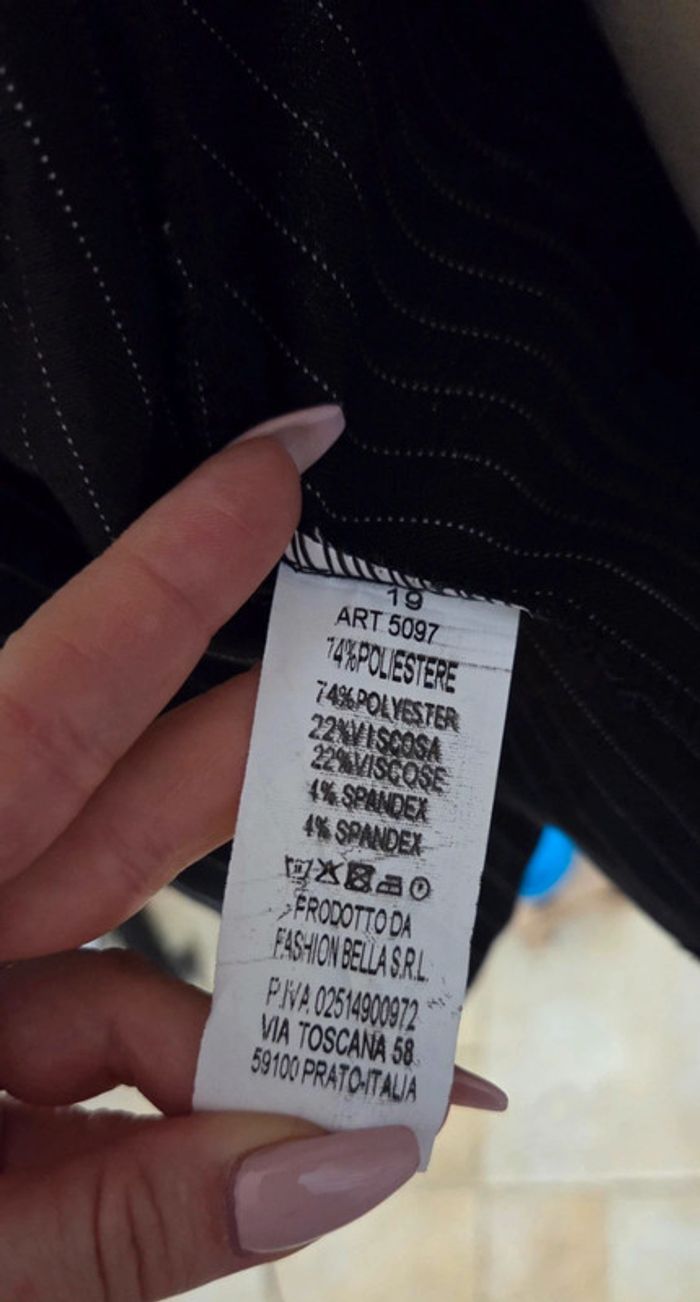 19
ART 5097
74%POLIESTERE
74%POLYESTER
22%VISCOSA
22%VISCOSE
4% SPANDEX
4% SPANDEX
PRODOTTO DA
FASHION BELLA S.R.L.
P.IVA 02514900972
VIA TOSCANA 58
59100 PRATO-ITALIA